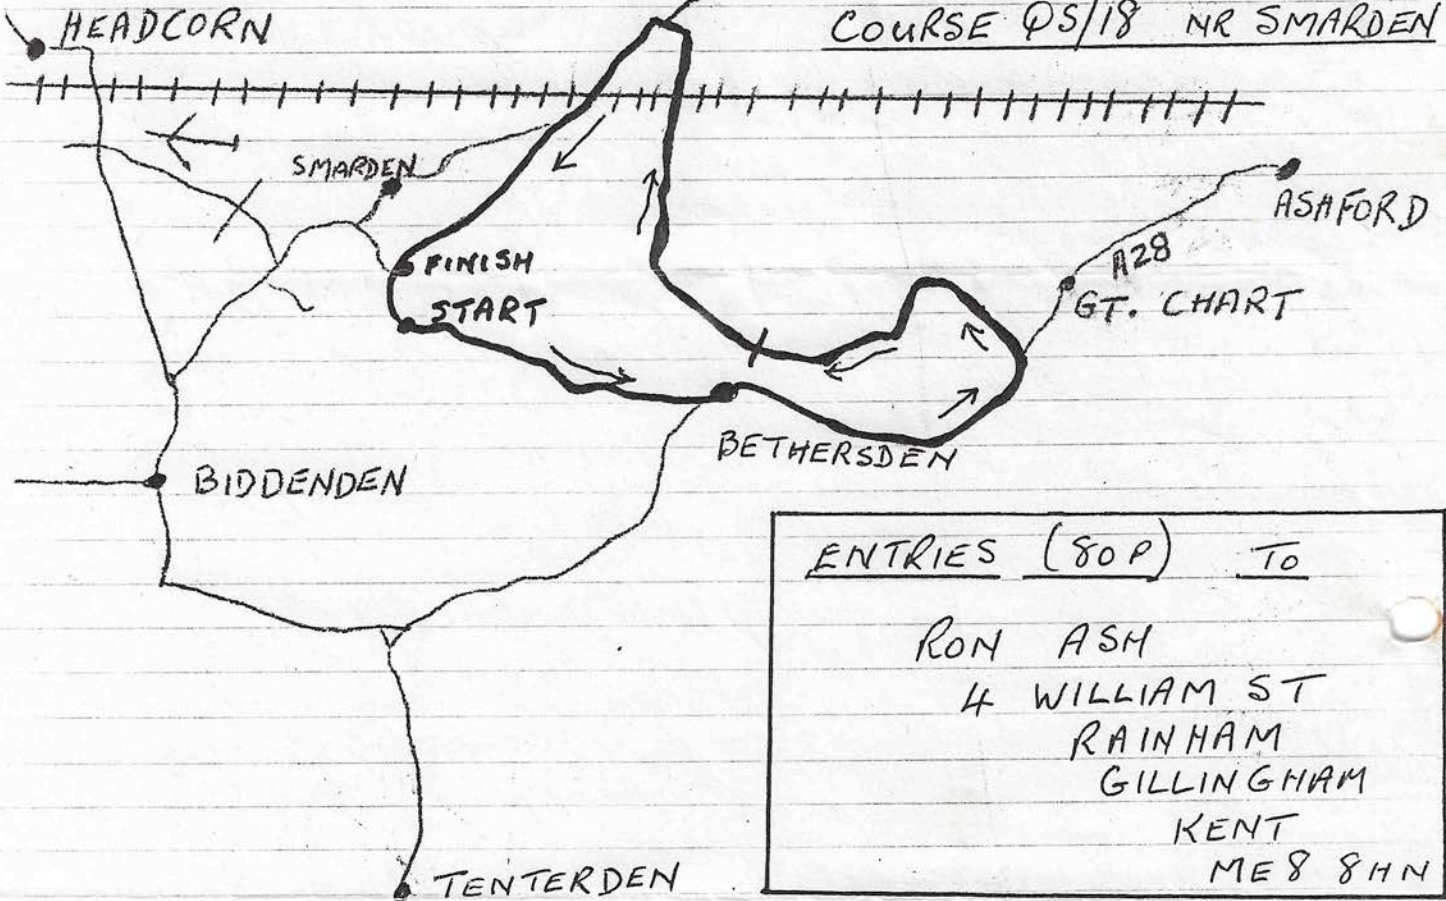 HEADCORN
COURSE QS/18 NR SMARDEN
SMARDEN
ASHFORD
A28
FINISH
START
GT. CHART
BETHERSDEN
BIDDENDEN
ENTRIES (80P) TO
RON ASH
4 WILLIAM ST
RAINHAM
GILLINGHAM
KENT
ME8 8HN
TENTERDEN